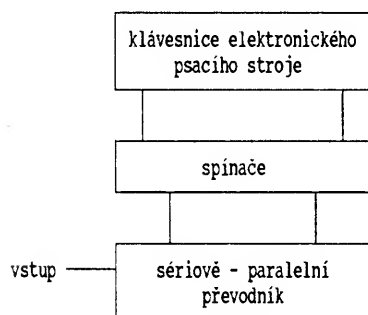 klávesnice elektronického
psacího stroje
spínače
vstup
sériově - paralelní
převodník